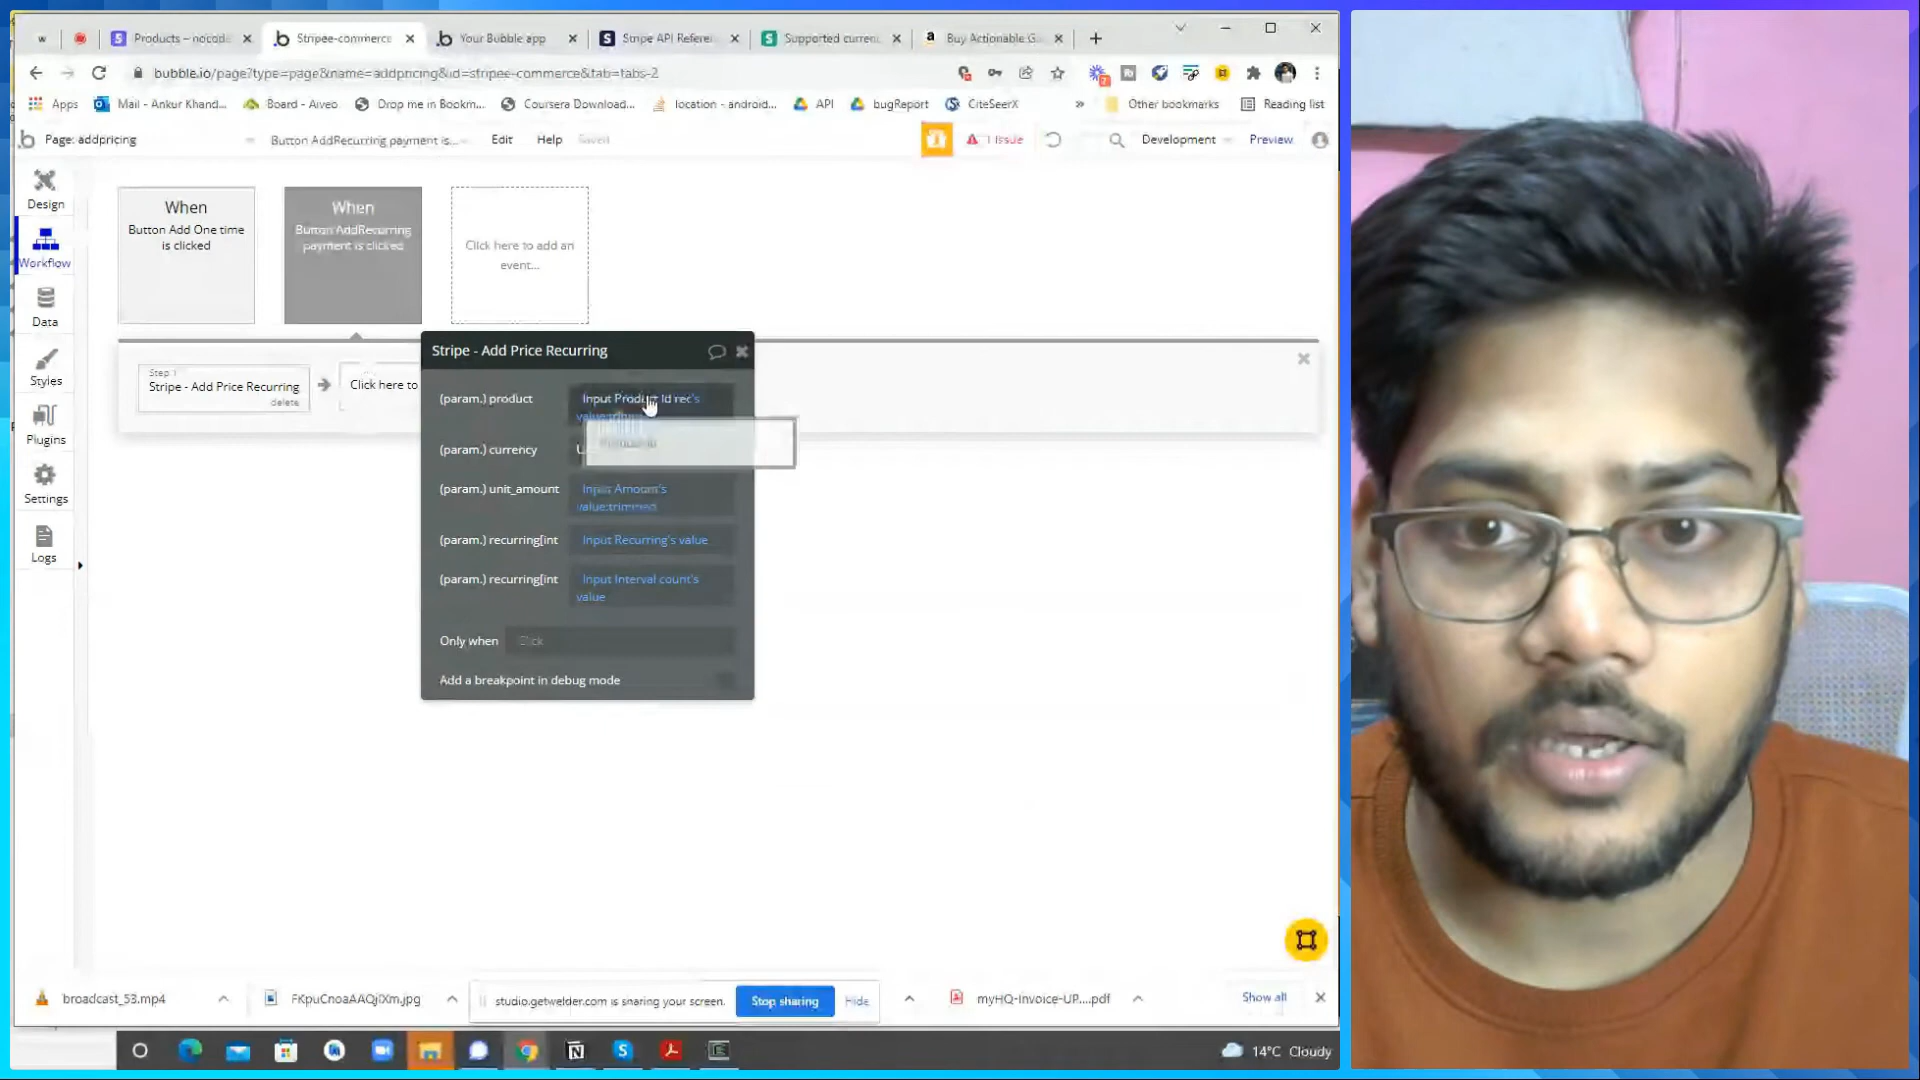 Products – nocode
Stripee-commerce
Your Bubble app
Stripe API Referen
Supported curren
Buy Actionable G
bubble.io/page?type=page&name=addpricing&id=stripee-commerce&tab=tabs-2
Apps
Mail - Ankur Khand...
Board - Aiveo
Drop me in Bookm...
Coursera Download...
location - android...
API
bugReport
CiteSeerX
»
Other bookmarks
Reading list
Page: addpricing
Button AddRecurring payment is...
Edit
Help
Saved
1 issue
Development
Preview
Design
Workflow
Data
Styles
Plugins
Settings
Logs
When
Button Add One time
is clicked
When
Button AddRecurring
payment is clicked
Click here to add an
event...
Step 1
Stripe - Add Price Recurring
delete
Click here to
Stripe - Add Price Recurring
(param.) product
Input Product Id rec's
(param.) currency
(param.) unit_amount
Input Amount's
value:trimmed
(param.) recurring[int
Input Recurring's value
(param.) recurring[int
Input Interval count's
value
Only when
Click
Add a breakpoint in debug mode
broadcast_53.mp4
FKpuCnoaAAQjiXm.jpg
studio.getwelder.com is sharing your screen.
Stop sharing
Hide
myHQ-Invoice-UP....pdf
Show all
14°C Cloudy